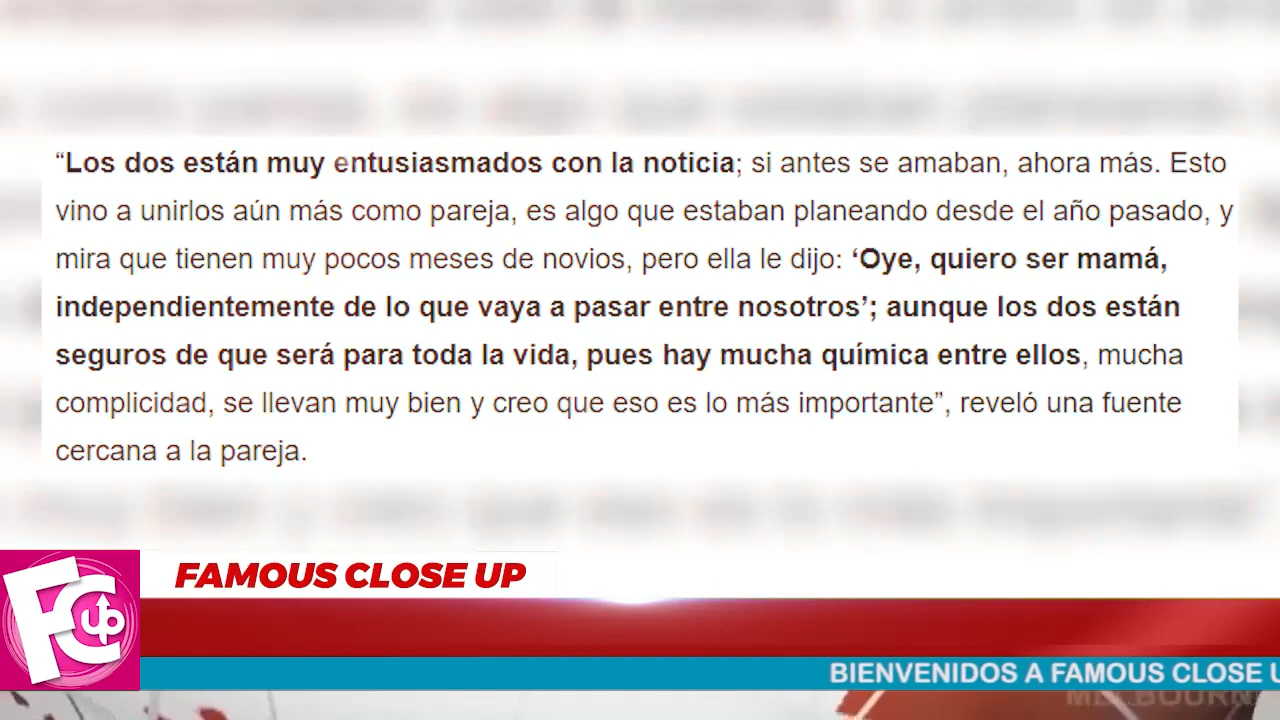 “Los dos están muy entusiasmados con la noticia; si antes se amaban, ahora más. Esto
vino a unirlos aún más como pareja, es algo que estaban planeando desde el año pasado, y
mira que tienen muy pocos meses de novios, pero ella le dijo: ‘Oye, quiero ser mamá,
independientemente de lo que vaya a pasar entre nosotros’; aunque los dos están
seguros de que será para toda la vida, pues hay mucha química entre ellos, mucha
complicidad, se llevan muy bien y creo que eso es lo más importante”, reveló una fuente
cercana a la pareja.
FC up
FAMOUS CLOSE UP
BIENVENIDOS A FAMOUS CLOSE U
MELBOURN